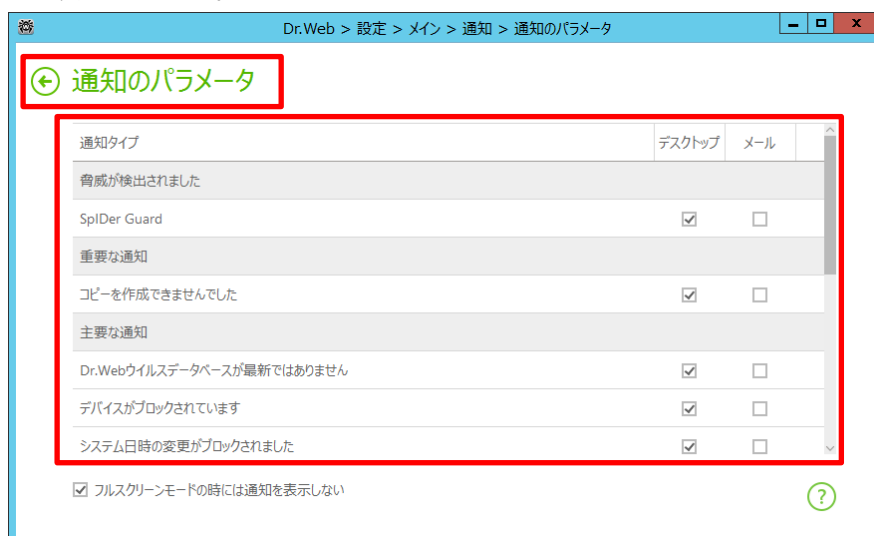 Dr.Web > 設定 > メイン > 通知 > 通知のパラメータ
通知のパラメータ
通知タイプ デスクトップ メール
脅威が検出されました
SpIDer Guard
重要な通知
コピーを作成できませんでした
主要な通知
Dr.Webウイルスデータベースが最新ではありません
デバイスがブロックされています
システム日時の変更がブロックされました
フルスクリーンモードの時には通知を表示しない
?